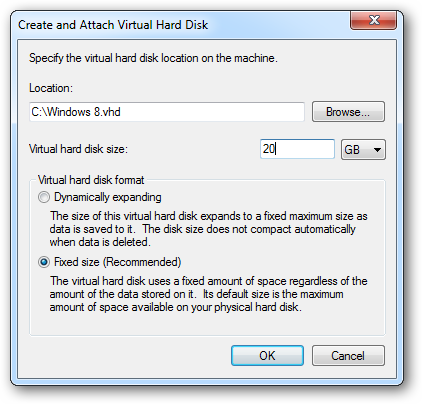 Create and Attach Virtual Hard Disk
Specify the virtual hard disk location on the machine.
Location:
C:\Windows 8.vhd
Browse...
Virtual hard disk size:
20
GB
Virtual hard disk format
Dynamically expanding
The size of this virtual hard disk expands to a fixed maximum size as
data is saved to it.  The disk size does not compact automatically
when data is deleted.
Fixed size (Recommended)
The virtual hard disk uses a fixed amount of space regardless of the
amount of the data stored on it.  Its default size is the maximum
amount of space available on your physical hard disk.
OK
Cancel